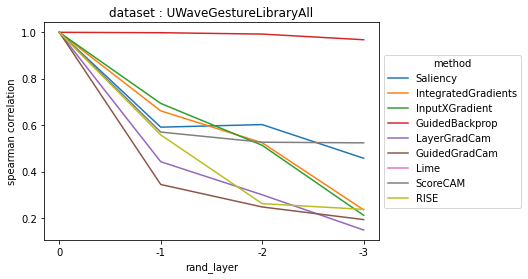 dataset : UWaveGestureLibraryAll
spearman correlation
1.0
0.8
0.6
0.4
0.2
0
-1
-2
-3
rand_layer
method
Saliency
IntegratedGradients
InputXGradient
GuidedBackprop
LayerGradCam
GuidedGradCam
Lime
ScoreCAM
RISE